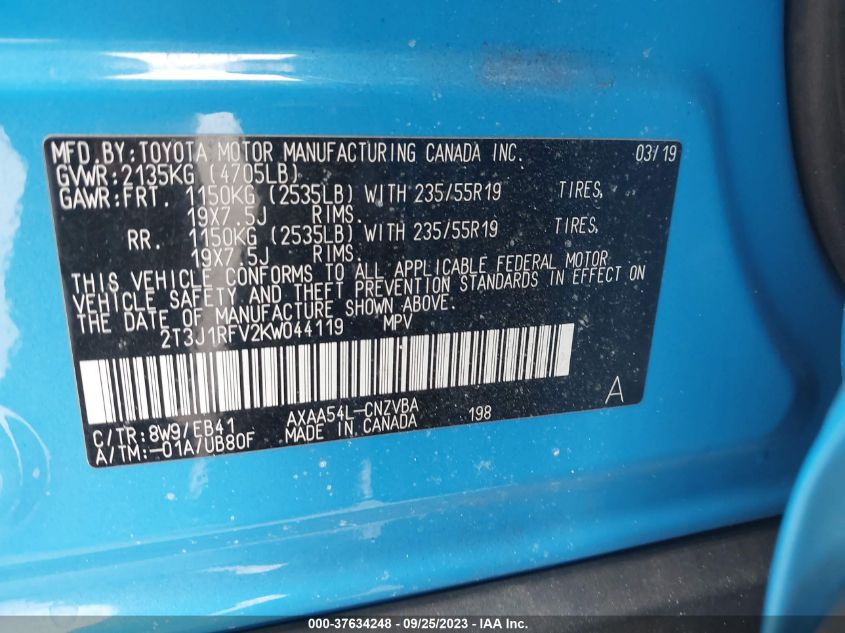 MFD.BY:TOYOTA MOTOR MANUFACTURING CANADA INC. 03/19
GVWR:2135KG (4705LB)
GAWR:FRT. 1150KG (2535LB) WITH 235/55R19 TIRES,
19X7.5J RIMS.
RR. 1150KG (2535LB) WITH 235/55R19 TIRES,
19X7.5J RIMS.
THIS VEHICLE CONFORMS TO ALL APPLICABLE FEDERAL MOTOR
VEHICLE SAFETY AND THEFT PREVENTION STANDARDS IN EFFECT ON
THE DATE OF MANUFACTURE SHOWN ABOVE.
2T3J1RFV2KW044119 MPV
A
C/TR:8W9/EB41 AXAA54L-CNZVBA 198
A/TM:-01A/UB80F MADE IN CANADA
000-37634248 - 09/25/2023 - © IAA, Inc.